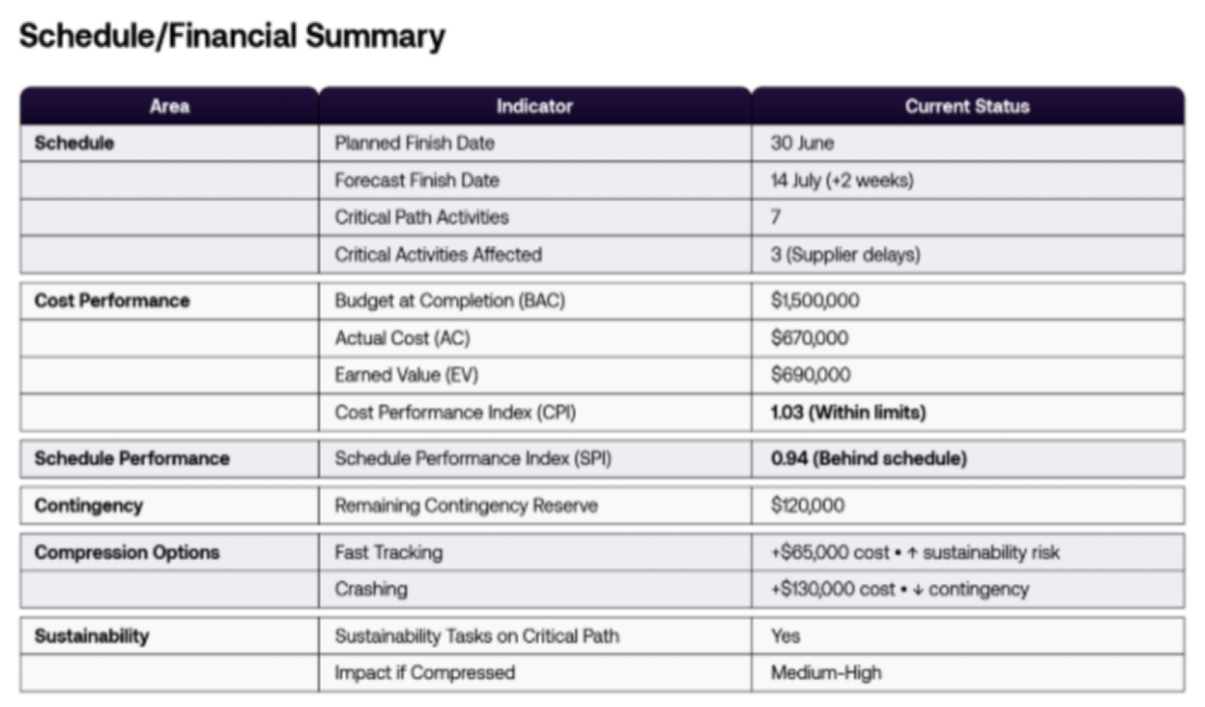 Schedule/Financial Summary
Area Indicator Current Status
Schedule Planned Finish Date 30 June
Forecast Finish Date 14 July (+2 weeks)
Critical Path Activities 7
Critical Activities Affected 3 (Supplier delays)
Cost Performance Budget at Completion (BAC) $1,500,000
Actual Cost (AC) $670,000
Earned Value (EV) $690,000
Cost Performance Index (CPI) 1.03 (Within limits)
Schedule Performance Schedule Performance Index (SPI) 0.94 (Behind schedule)
Contingency Remaining Contingency Reserve $120,000
Compression Options Fast Tracking +$65,000 cost • ↑ sustainability risk
Crashing +$130,000 cost • ↓ contingency
Sustainability Sustainability Tasks on Critical Path Yes
Impact if Compressed Medium-High